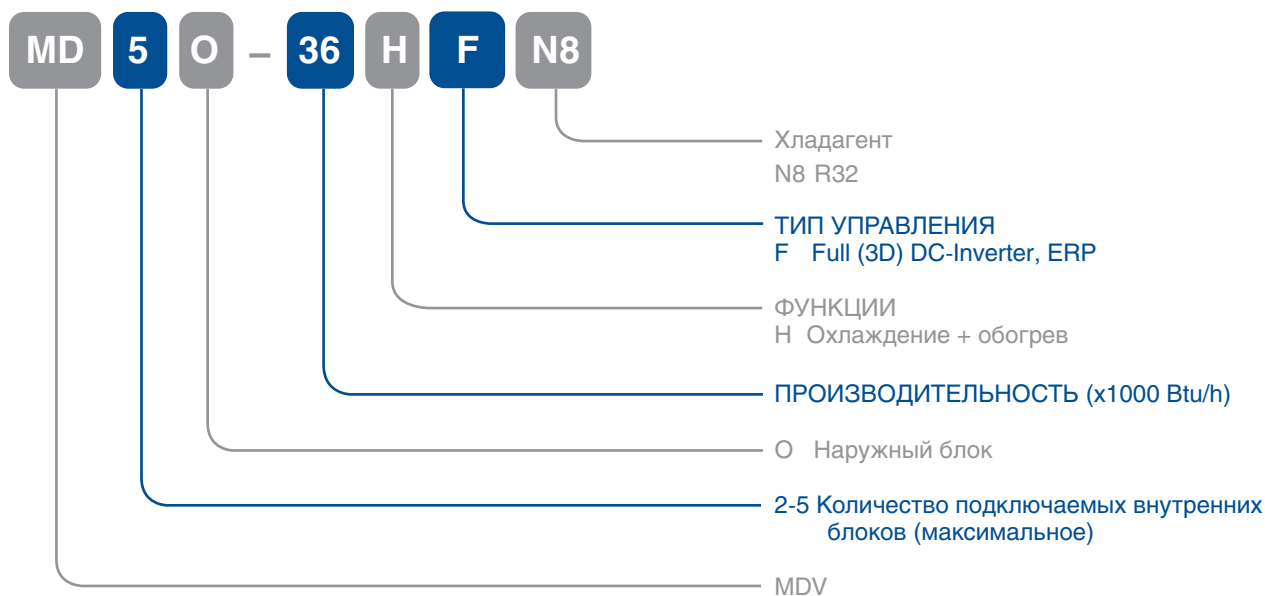 MD 5 O – 36 H F N8
Хладагент
N8 R32
ТИП УПРАВЛЕНИЯ
F Full (3D) DC-Inverter, ERP
ФУНКЦИИ
H Охлаждение + обогрев
ПРОИЗВОДИТЕЛЬНОСТЬ (x1000 Btu/h)
O Наружный блок
2-5 Количество подключаемых внутренних
блоков (максимальное)
MDV